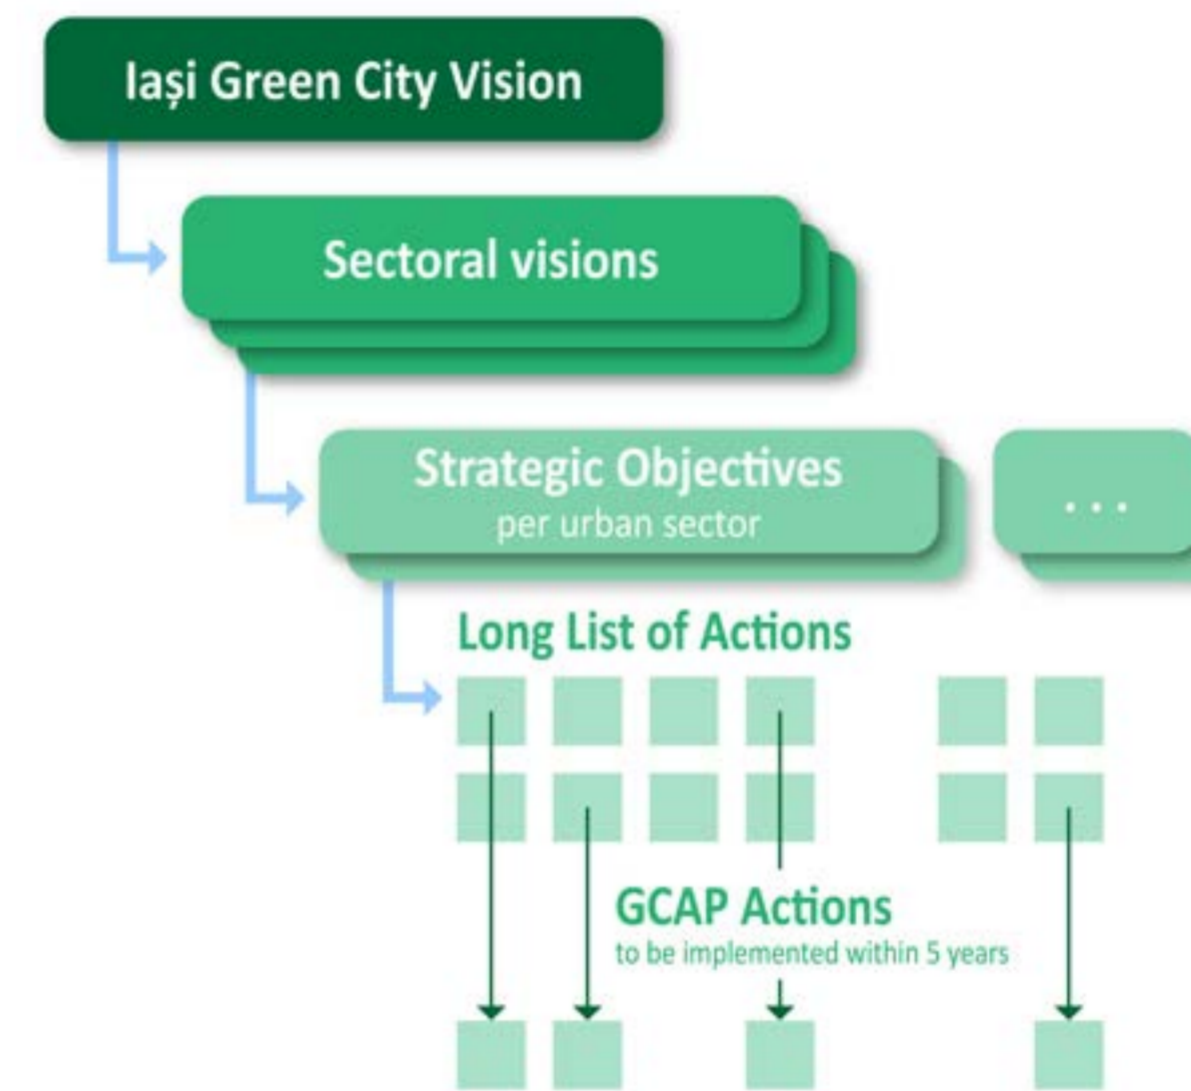 Iași Green City Vision
Sectoral visions
Strategic Objectives
per urban sector
...
Long List of Actions
GCAP Actions
to be implemented within 5 years